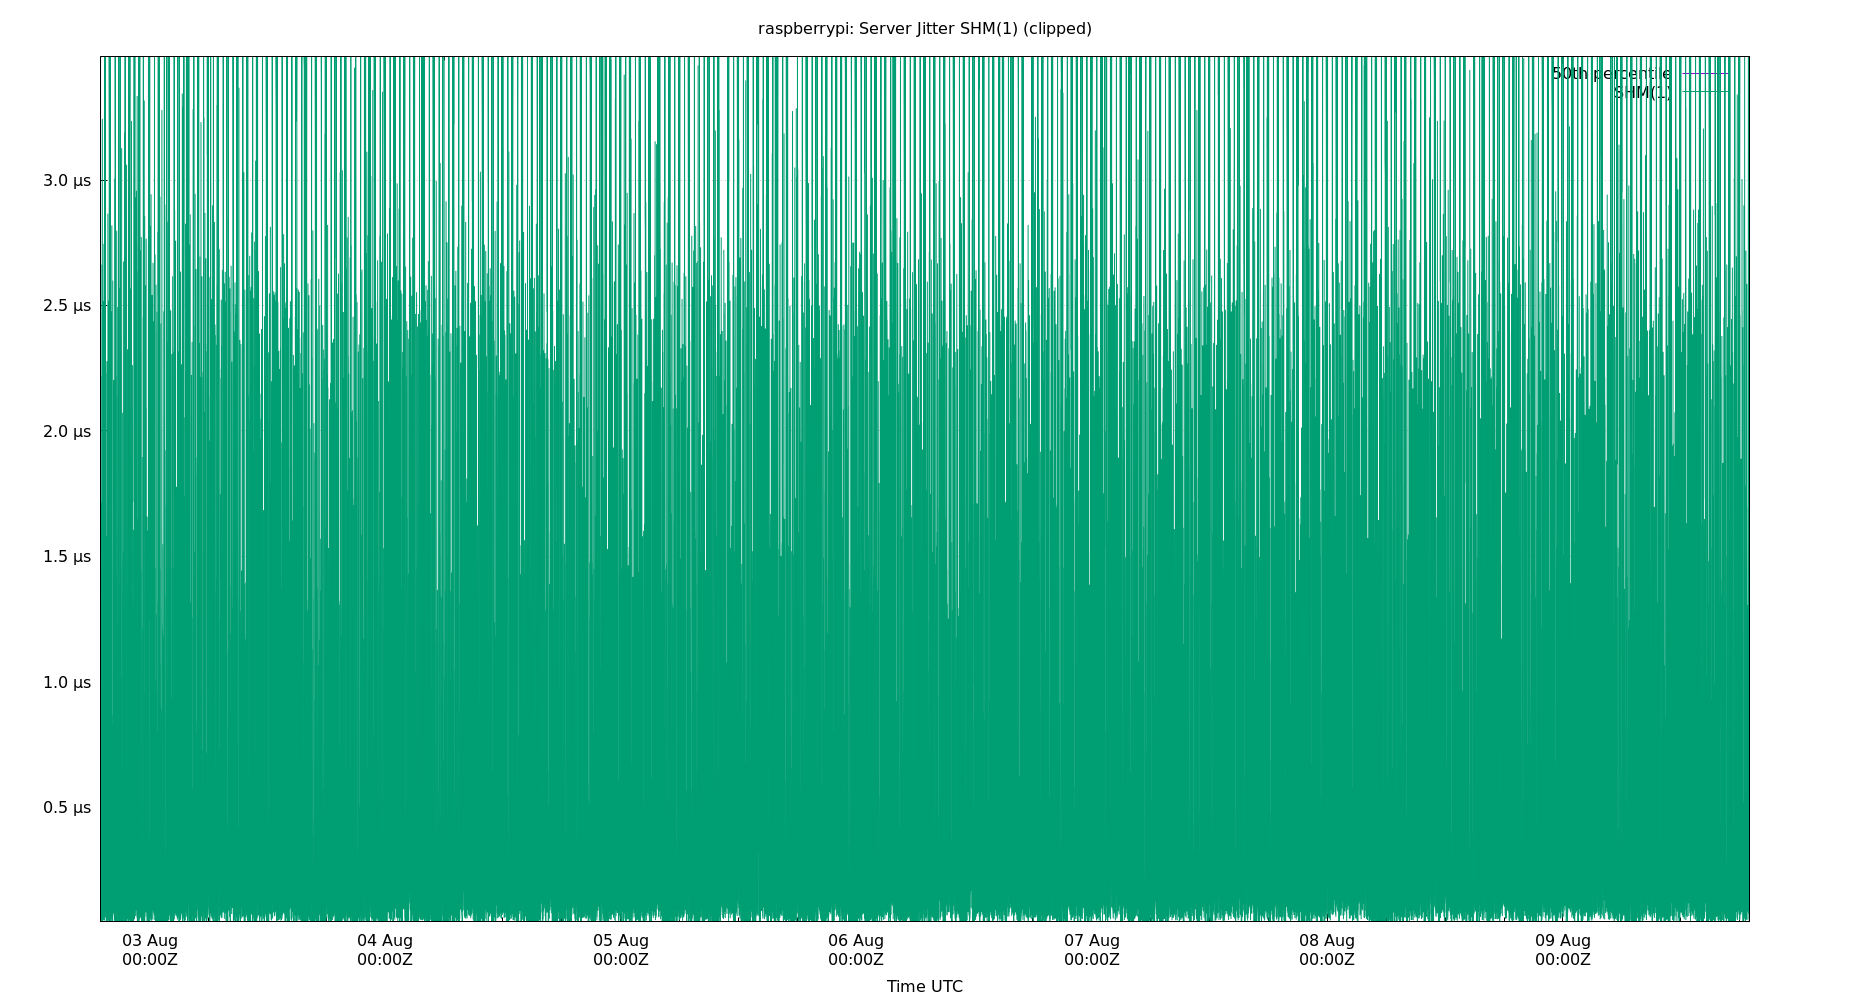 raspberrypi: Server Jitter SHM(1) (clipped)
50th percentile
SHM(1)
3.0 µs
2.5 µs
2.0 µs
1.5 µs
1.0 µs
0.5 µs
03 Aug 04 Aug 05 Aug 06 Aug 07 Aug 08 Aug 09 Aug
00:00Z 00:00Z 00:00Z 00:00Z 00:00Z 00:00Z 00:00Z
Time UTC